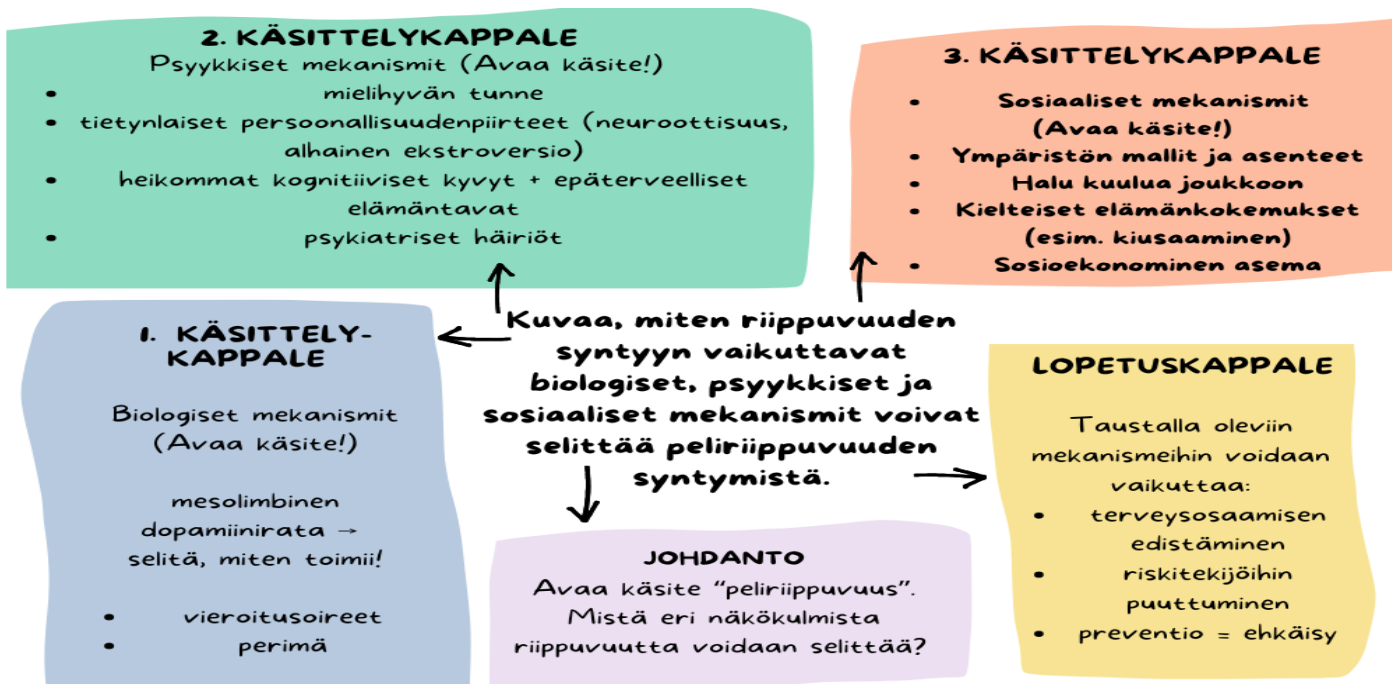 2. KÄSITTELYKAPPALE
Psyykkiset mekanismit (Avaa käsite!)
• mielihyvän tunne
• tietynlaiset persoonallisuudenpiirteet (neuroottisuus,
alhainen ekstroversio)
• heikommat kognitiiviset kyvyt + epäterveelliset
elämäntavat
• psykiatriset häiriöt
3. KÄSITTELYKAPPALE
• Sosiaaliset mekanismit
(Avaa käsite!)
• Ympäristön mallit ja asenteet
• Halu kuulua joukkoon
• Kielteiset elämänkokemukset
(esim. kiusaaminen)
• Sosioekonominen asema
1. KÄSITTELY-
KAPPALE
Biologiset mekanismit
(Avaa käsite!)
mesolimbinen
dopamiinirata →
selitä, miten toimii!
• vieroitusoireet
• perimä
Kuvaa, miten riippuvuuden
syntyyn vaikuttavat
biologiset, psyykkiset ja
sosiaaliset mekanismit voivat
selittää peliriippuvuuden
syntymistä.
JOHDANTO
Avaa käsite “peliriippuvuus”.
Mistä eri näkökulmista
riippuvuutta voidaan selittää?
LOPETUSKAPPALE
Taustalla oleviin
mekanismeihin voidaan
vaikuttaa:
• terveysosaamisen
edistäminen
• riskitekijöihin
puuttuminen
• preventio = ehkäisy